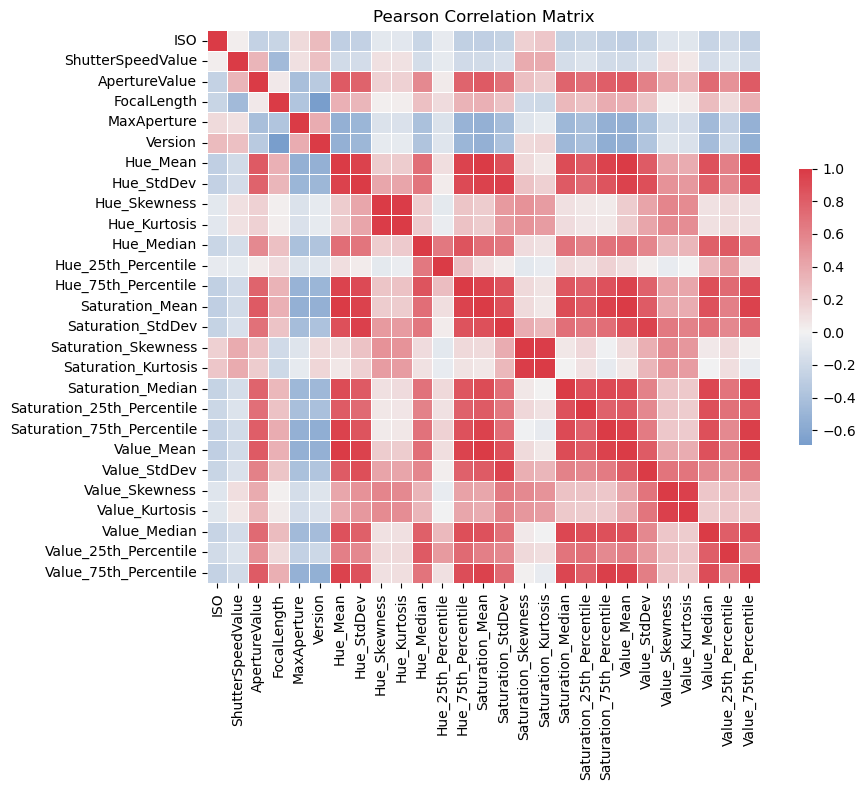 Pearson Correlation Matrix
ISO
ShutterSpeedValue
ApertureValue
FocalLength
MaxAperture
Version
Hue_Mean
Hue_StdDev
Hue_Skewness
Hue_Kurtosis
Hue_Median
Hue_25th_Percentile
Hue_75th_Percentile
Saturation_Mean
Saturation_StdDev
Saturation_Skewness
Saturation_Kurtosis
Saturation_Median
Saturation_25th_Percentile
Saturation_75th_Percentile
Value_Mean
Value_StdDev
Value_Skewness
Value_Kurtosis
Value_Median
Value_25th_Percentile
Value_75th_Percentile
ISO
ShutterSpeedValue
ApertureValue
FocalLength
MaxAperture
Version
Hue_Mean
Hue_StdDev
Hue_Skewness
Hue_Kurtosis
Hue_Median
Hue_25th_Percentile
Hue_75th_Percentile
Saturation_Mean
Saturation_StdDev
Saturation_Skewness
Saturation_Kurtosis
Saturation_Median
Saturation_25th_Percentile
Saturation_75th_Percentile
Value_Mean
Value_StdDev
Value_Skewness
Value_Kurtosis
Value_Median
Value_25th_Percentile
Value_75th_Percentile
1.0
0.8
0.6
0.4
0.2
0.0
−0.2
−0.4
−0.6